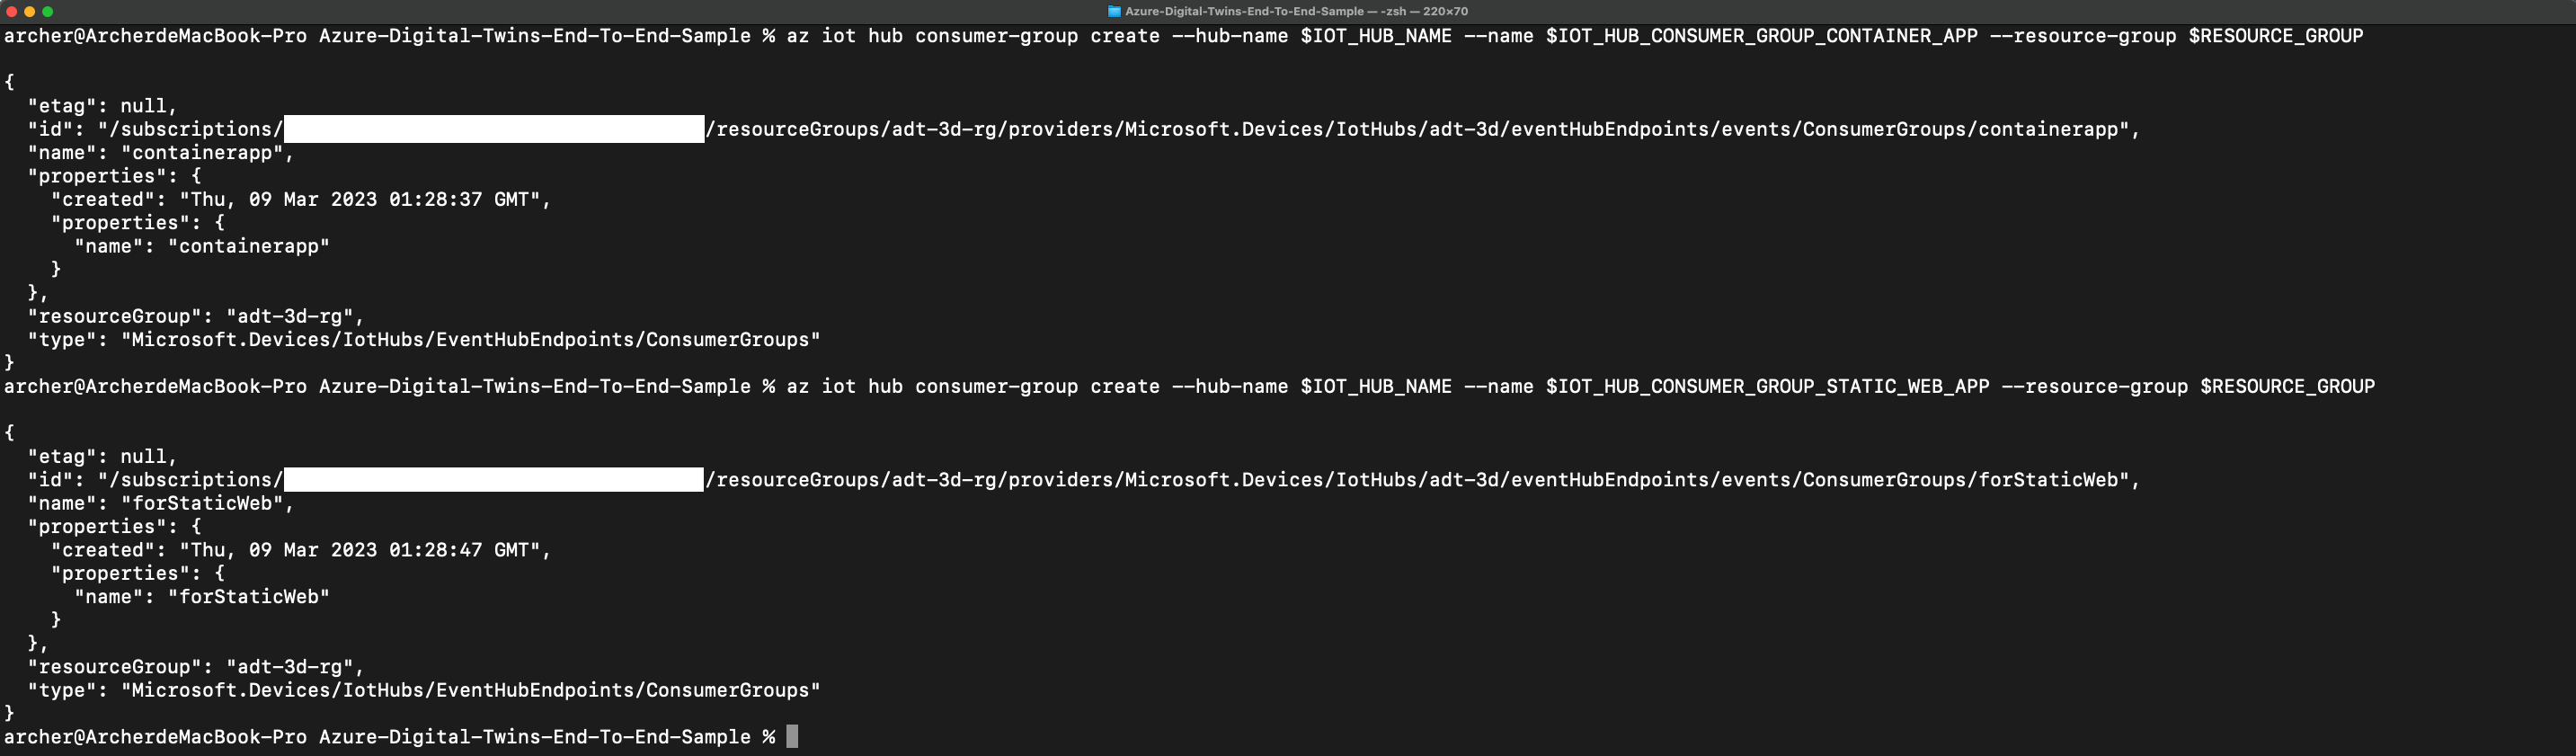 Azure-Digital-Twins-End-To-End-Sample — -zsh — 220×70
archer@ArcherdeMacBook-Pro Azure-Digital-Twins-End-To-End-Sample % az iot hub consumer-group create --hub-name $IOT_HUB_NAME --name $IOT_HUB_CONSUMER_GROUP_CONTAINER_APP --resource-group $RESOURCE_GROUP
{
  "etag": null,
  "id": "/subscriptions/ /resourceGroups/adt-3d-rg/providers/Microsoft.Devices/IotHubs/adt-3d/eventHubEndpoints/events/ConsumerGroups/containerapp",
  "name": "containerapp",
  "properties": {
    "created": "Thu, 09 Mar 2023 01:28:37 GMT",
    "properties": {
      "name": "containerapp"
    }
  },
  "resourceGroup": "adt-3d-rg",
  "type": "Microsoft.Devices/IotHubs/EventHubEndpoints/ConsumerGroups"
}
archer@ArcherdeMacBook-Pro Azure-Digital-Twins-End-To-End-Sample % az iot hub consumer-group create --hub-name $IOT_HUB_NAME --name $IOT_HUB_CONSUMER_GROUP_STATIC_WEB_APP --resource-group $RESOURCE_GROUP
{
  "etag": null,
  "id": "/subscriptions/ /resourceGroups/adt-3d-rg/providers/Microsoft.Devices/IotHubs/adt-3d/eventHubEndpoints/events/ConsumerGroups/forStaticWeb",
  "name": "forStaticWeb",
  "properties": {
    "created": "Thu, 09 Mar 2023 01:28:47 GMT",
    "properties": {
      "name": "forStaticWeb"
    }
  },
  "resourceGroup": "adt-3d-rg",
  "type": "Microsoft.Devices/IotHubs/EventHubEndpoints/ConsumerGroups"
}
archer@ArcherdeMacBook-Pro Azure-Digital-Twins-End-To-End-Sample %